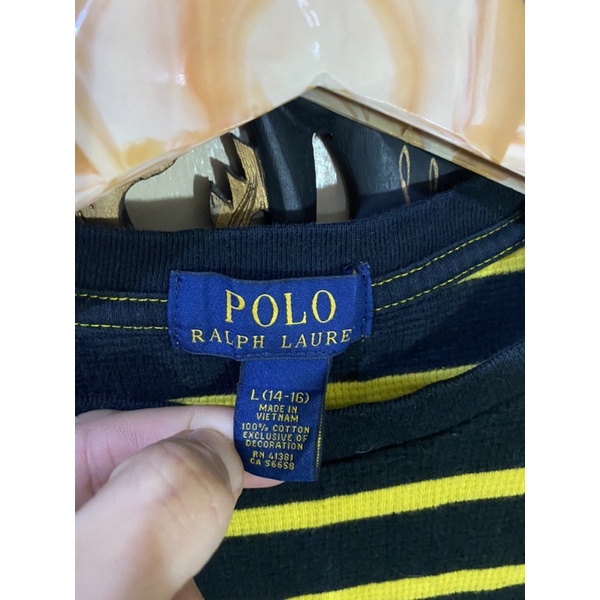 POLO
RALPH LAURE
L (14-16)
MADE IN
VIETNAM
100% COTTON
EXCLUSIVE OF
DECORATION
RN 41381
CA 56658